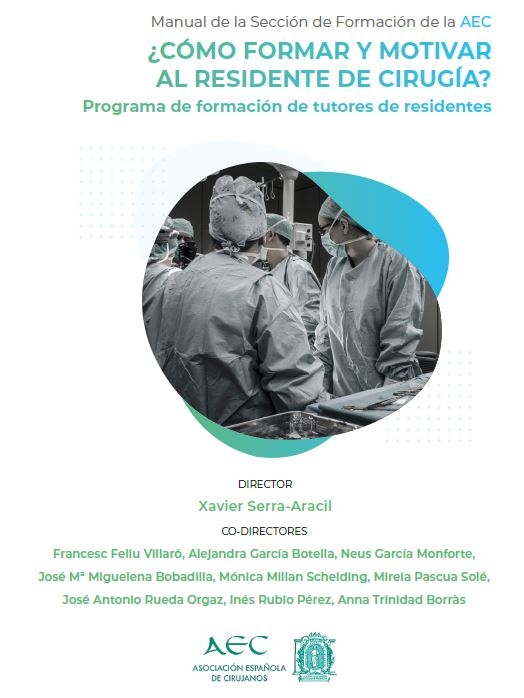 Manual de la Sección de Formación de la AEC
¿CÓMO FORMAR Y MOTIVAR
AL RESIDENTE DE CIRUGÍA?
Programa de formación de tutores de residentes
DIRECTOR
Xavier Serra-Aracil
CO-DIRECTORES
Francesc Feliu Villaró, Alejandra García Botella, Neus García Monforte,
José Mª Miguelena Bobadilla, Mónica Millan Scheiding, Mireia Pascua Solé,
José Antonio Rueda Orgaz, Inés Rubio Pérez, Anna Trinidad Borràs
AEC
ASOCIACIÓN ESPAÑOLA
DE CIRUJANOS